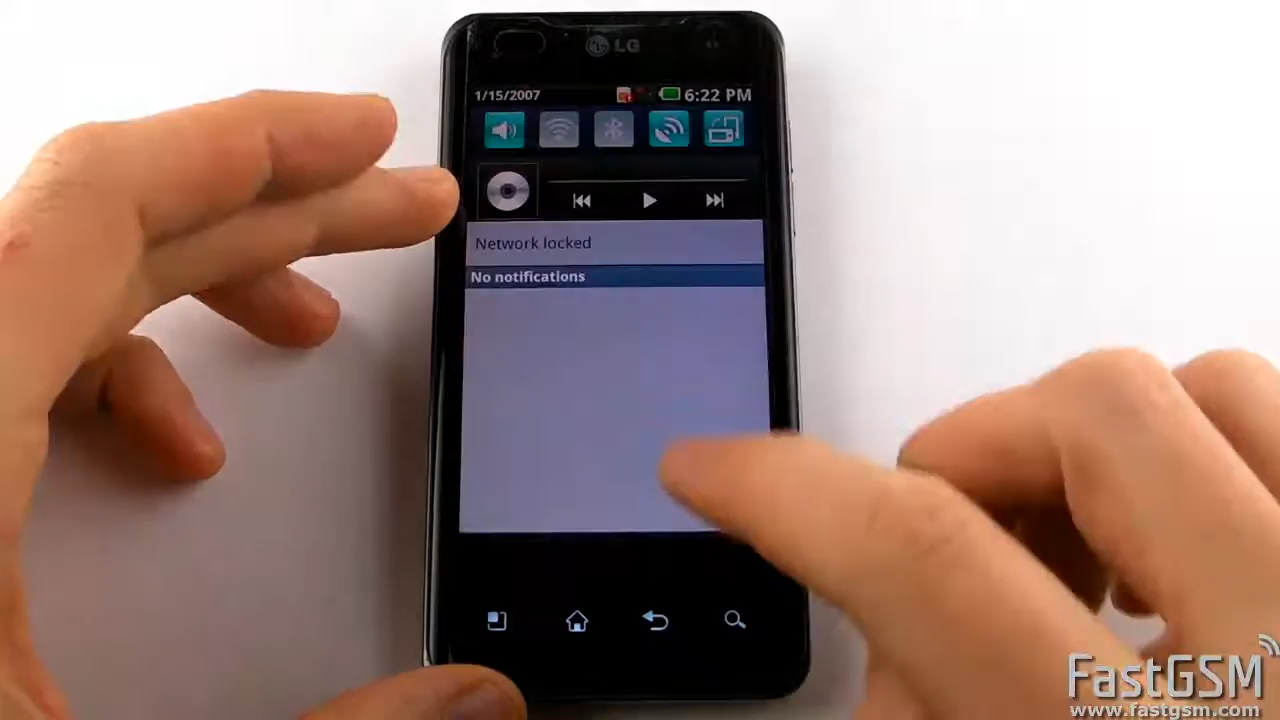 LG
1/15/2007 6:22 PM
Network locked
No notifications
FastGSM
www.fastgsm.com